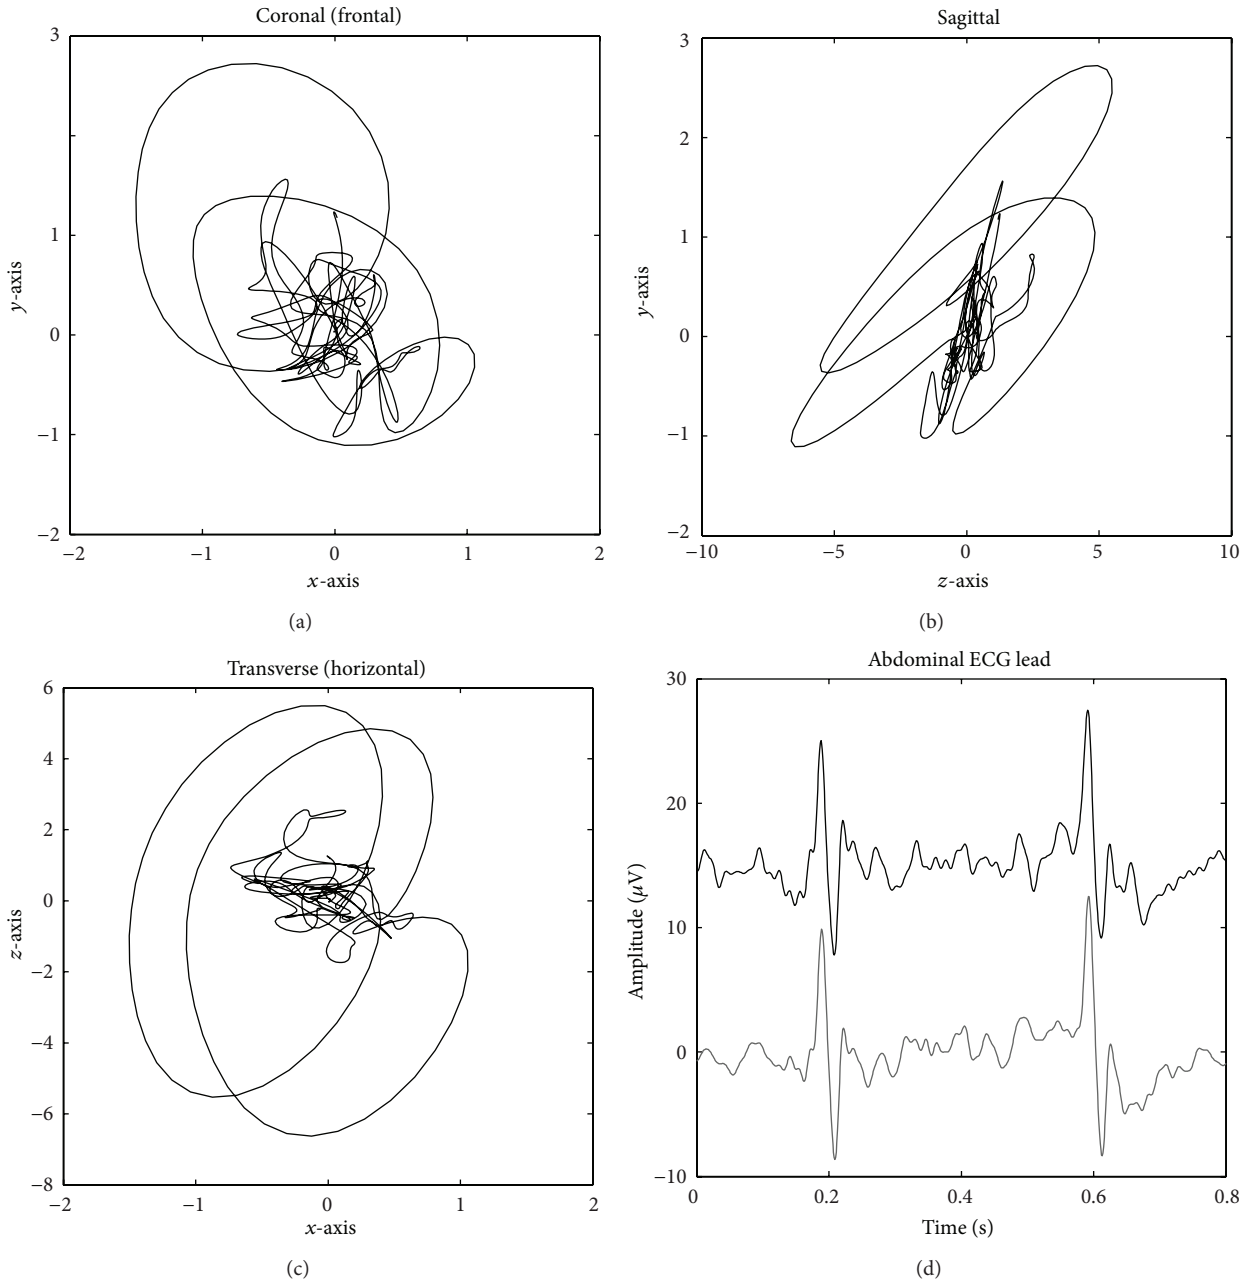 Coronal (frontal)
3
1
0
−1
−2
y-axis
−2
−1
0
1
2
x-axis
(a)
Sagittal
3
2
1
0
−1
−2
y-axis
−10
−5
0
5
10
z-axis
(b)
Transverse (horizontal)
6
4
2
0
−2
−4
−6
−8
z-axis
−2
−1
0
1
2
x-axis
(c)
Abdominal ECG lead
30
20
10
0
−10
Amplitude (μV)
0
0.2
0.4
0.6
0.8
Time (s)
(d)